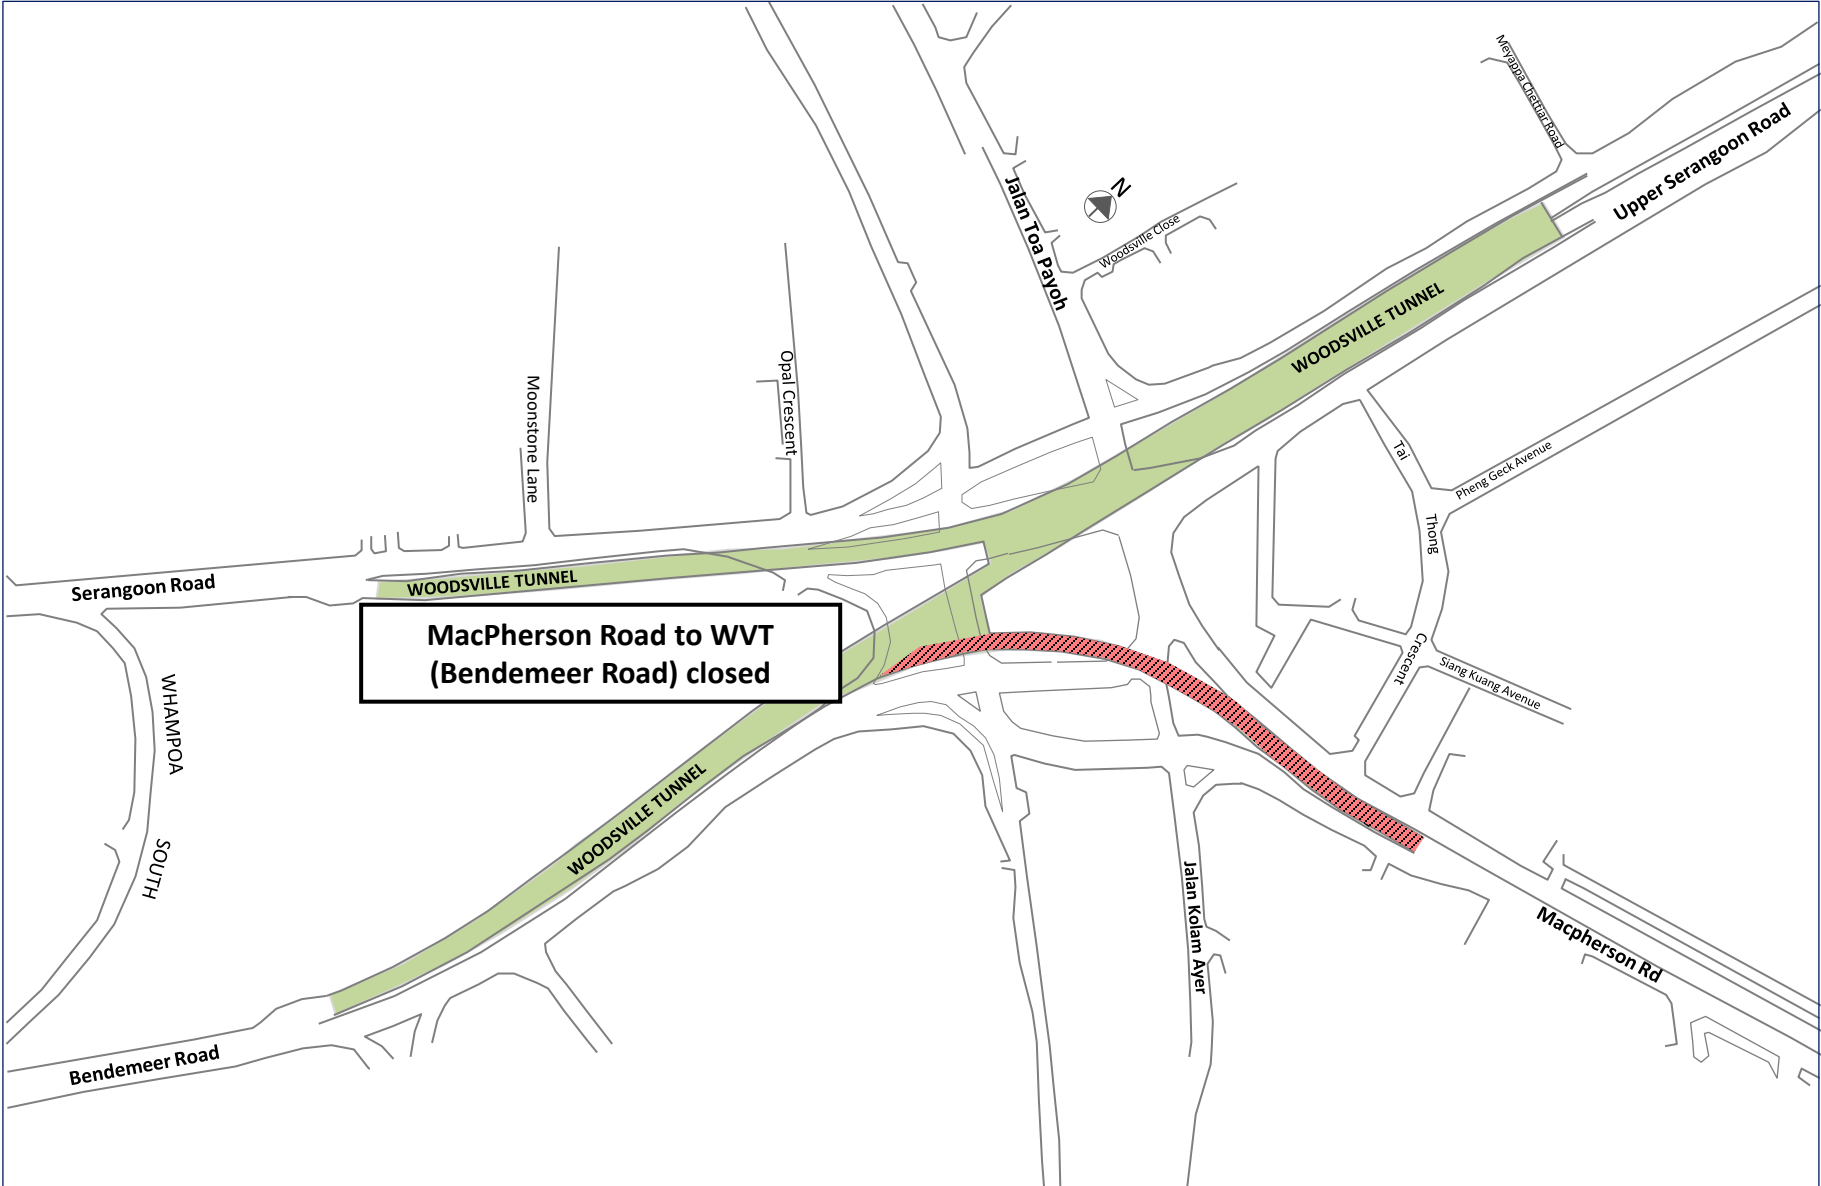 Meyappa Chettiar Road
Upper Serangoon Road
Jalan Toa Payoh
N
Woodsville Close
WOODSVILLE TUNNEL
Opal Crescent
Moonstone Lane
Tai
Thong
Crescent
Pheng Geck Avenue
Siang Kuang Avenue
Serangoon Road
WOODSVILLE TUNNEL
MacPherson Road to WVT
(Bendemeer Road) closed
WHAMPOA
SOUTH
WOODSVILLE TUNNEL
Jalan Kolam Ayer
Macpherson Rd
Bendemeer Road